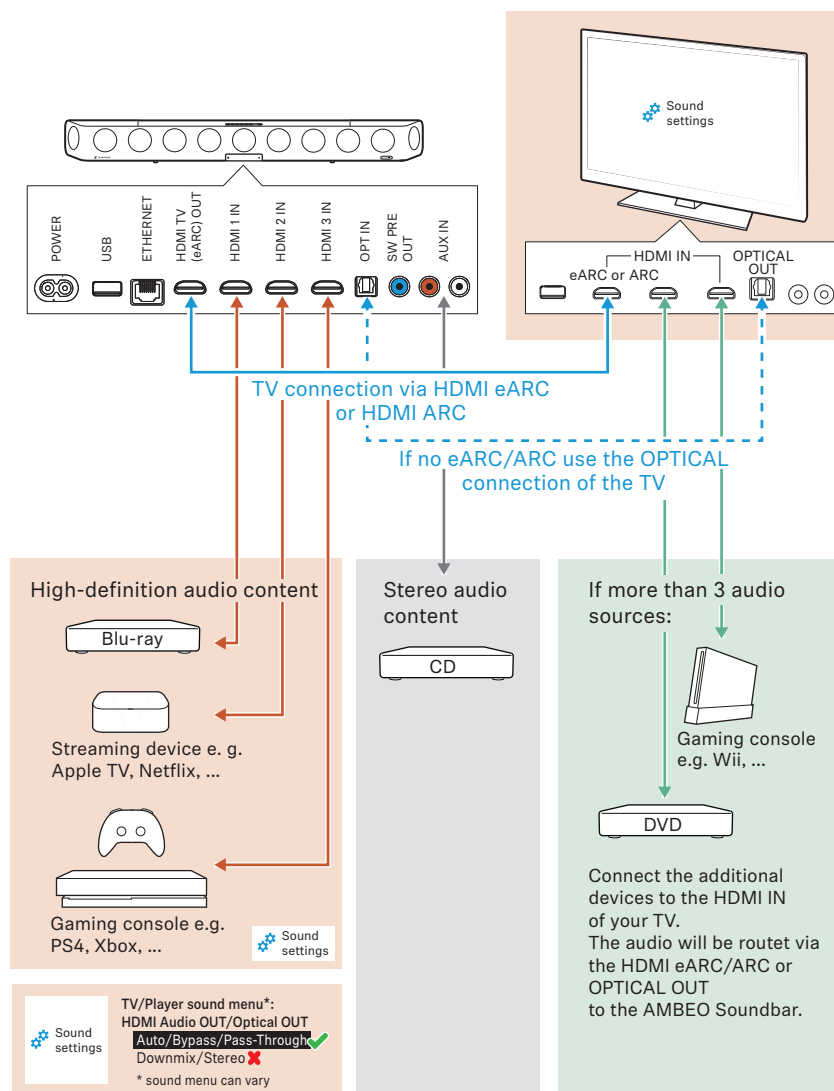 Sound
settings
POWER
USB
ETHERNET
HDMI TV
(eARC) OUT
HDMI 1 IN
HDMI 2 IN
HDMI 3 IN
OPT IN
SW PRE
OUT
AUX IN
HDMI IN
eARC or ARC
OPTICAL
OUT
TV connection via HDMI eARC
or HDMI ARC
If no eARC/ARC use the OPTICAL
connection of the TV
High-definition audio content
Blu-ray
Streaming device e. g.
Apple TV, Netflix, ...
Gaming console e.g.
PS4, Xbox, ...
Sound
settings
Stereo audio
content
CD
If more than 3 audio
sources:
Gaming console
e.g. Wii, ...
DVD
Connect the additional
devices to the HDMI IN
of your TV.
The audio will be routet via
the HDMI eARC/ARC or
OPTICAL OUT
to the AMBEO Soundbar.
Sound
settings
TV/Player sound menu*:
HDMI Audio OUT/Optical OUT
Auto/Bypass/Pass-Through
Downmix/Stereo
* sound menu can vary